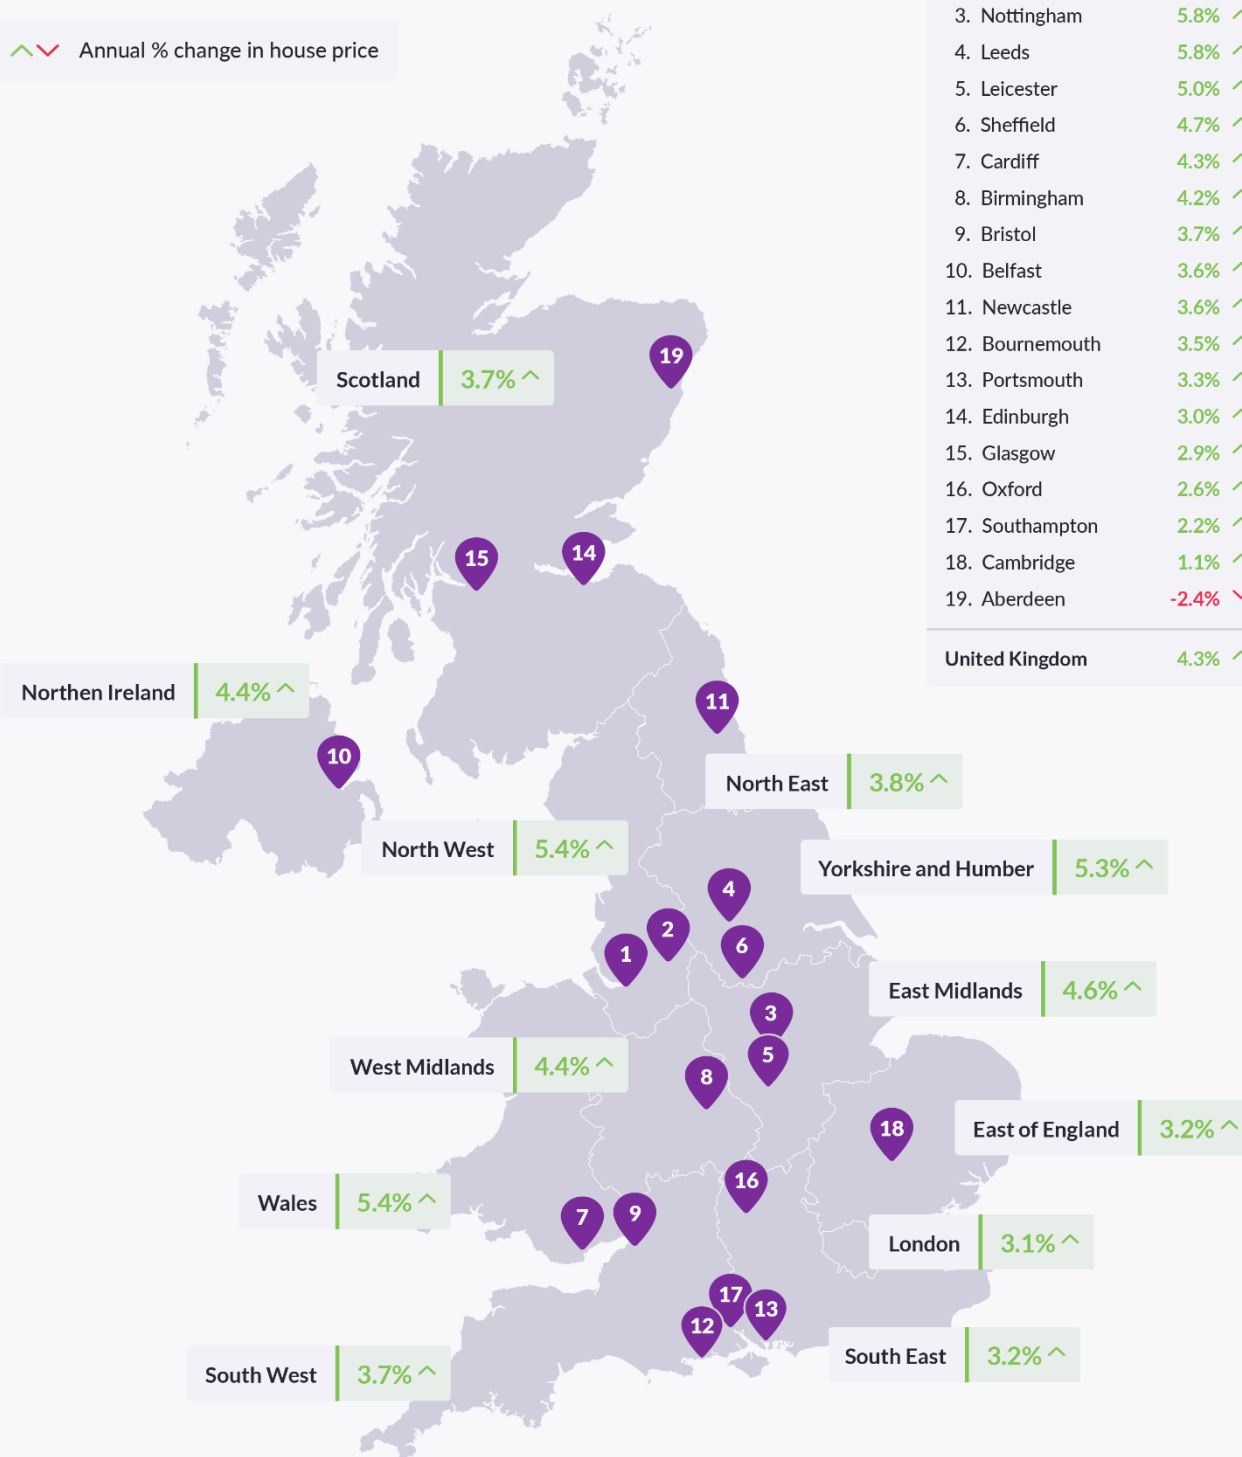 Annual % change in house price
3. Nottingham 5.8%
4. Leeds 5.8%
5. Leicester 5.0%
6. Sheffield 4.7%
7. Cardiff 4.3%
8. Birmingham 4.2%
9. Bristol 3.7%
10. Belfast 3.6%
11. Newcastle 3.6%
12. Bournemouth 3.5%
13. Portsmouth 3.3%
14. Edinburgh 3.0%
15. Glasgow 2.9%
16. Oxford 2.6%
17. Southampton 2.2%
18. Cambridge 1.1%
19. Aberdeen -2.4%
United Kingdom 4.3%
19
Scotland 3.7%
15
14
Northen Ireland 4.4%
11
10
North East 3.8%
North West 5.4%
Yorkshire and Humber 5.3%
4
2
6
1
East Midlands 4.6%
3
5
West Midlands 4.4%
8
18
East of England 3.2%
16
Wales 5.4%
7
9
London 3.1%
17
13
12
South East 3.2%
South West 3.7%